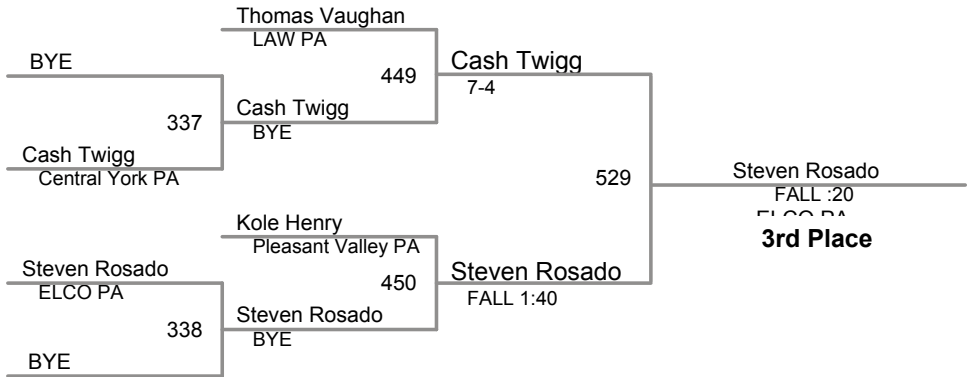 Thomas Vaughan
LAW PA
BYE
449
Cash Twigg
7-4
337
Cash Twigg
BYE
Cash Twigg
Central York PA
529
Steven Rosado
FALL :20
ELCO PA
3rd Place
Kole Henry
Pleasant Valley PA
Steven Rosado
ELCO PA
450
Steven Rosado
FALL 1:40
338
Steven Rosado
BYE
BYE